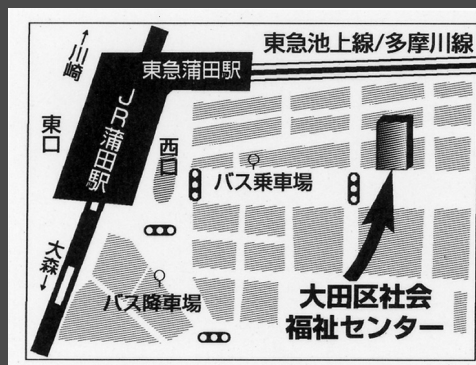 ↑川崎
東急池上線/多摩川線
東急蒲田駅
JR蒲田駅
東口
西口
バス乗車場
大森↓
バス降車場
大田区社会
福祉センター